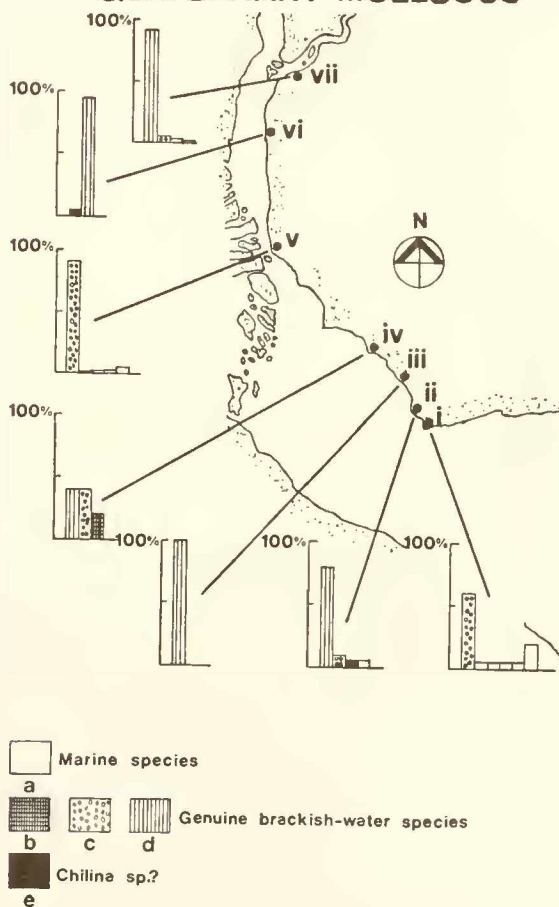 MOLLUSCS
100%
vii
100%
vi
N
100%
v
iv
iii
ii
i
100%
100%
100%
100%
Marine species
a
Genuine brackish-water species
b c d
Chilina sp.?
e